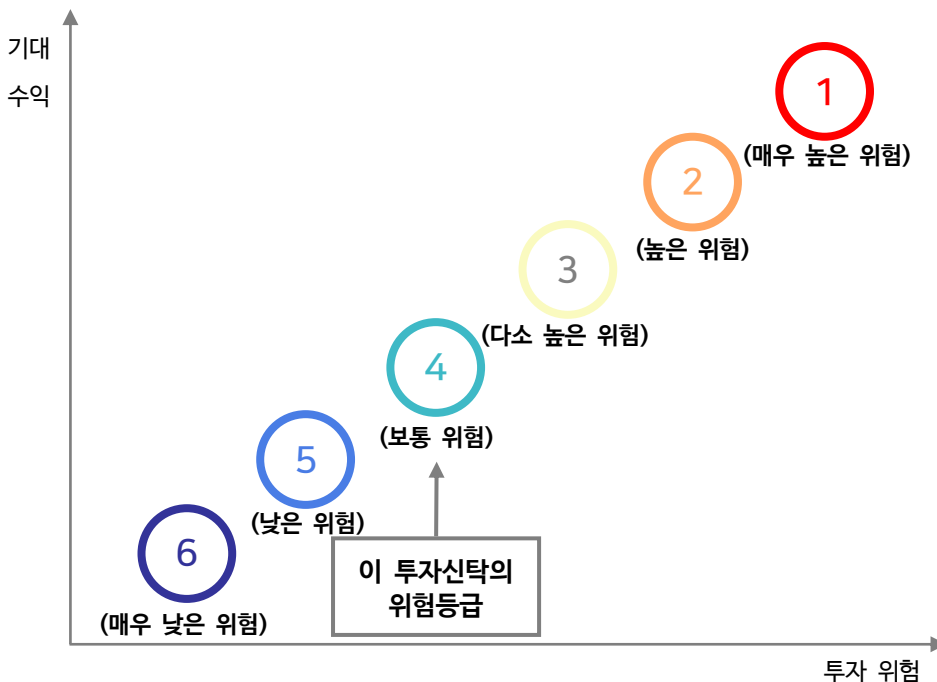 기대
수익
1
(매우 높은 위험)
2
(높은 위험)
3
(다소 높은 위험)
4
(보통 위험)
5
(낮은 위험)
6
(매우 낮은 위험)
이 투자신탁의
위험등급
투자 위험